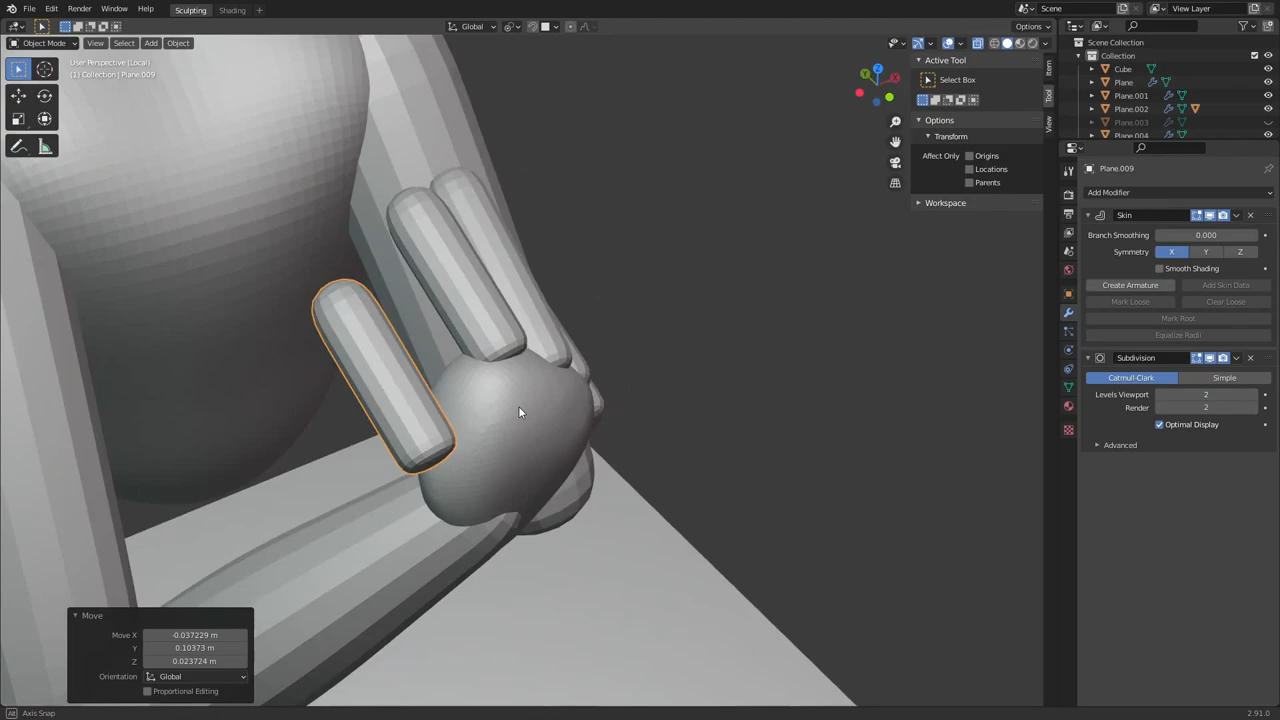 File Edit Render Window Help Sculpting Shading + Scene View Layer
Global Options
Object Mode View Select Add Object
User Perspective (Local)
(1) Collection | Plane.009
Active Tool
Select Box
Options
Transform
Affect Only Origins
Locations
Parents
Workspace
Item
Tool
View
Scene Collection
Collection
Cube
Plane
Plane.001
Plane.002
Plane.003
Plane.004
Plane.009
Add Modifier
Skin
Branch Smoothing 0.000
Symmetry X Y Z
Smooth Shading
Create Armature Add Skin Data
Mark Loose Clear Loose
Mark Root
Equalize Radii
Subdivision
Catmull-Clark Simple
Levels Viewport 2
Render 2
Optimal Display
Advanced
Move
Move X -0.037229 m
Y 0.10373 m
Z 0.023724 m
Orientation Global
Proportional Editing
Alt Axis Snap 2.91.0
X
Y
Z